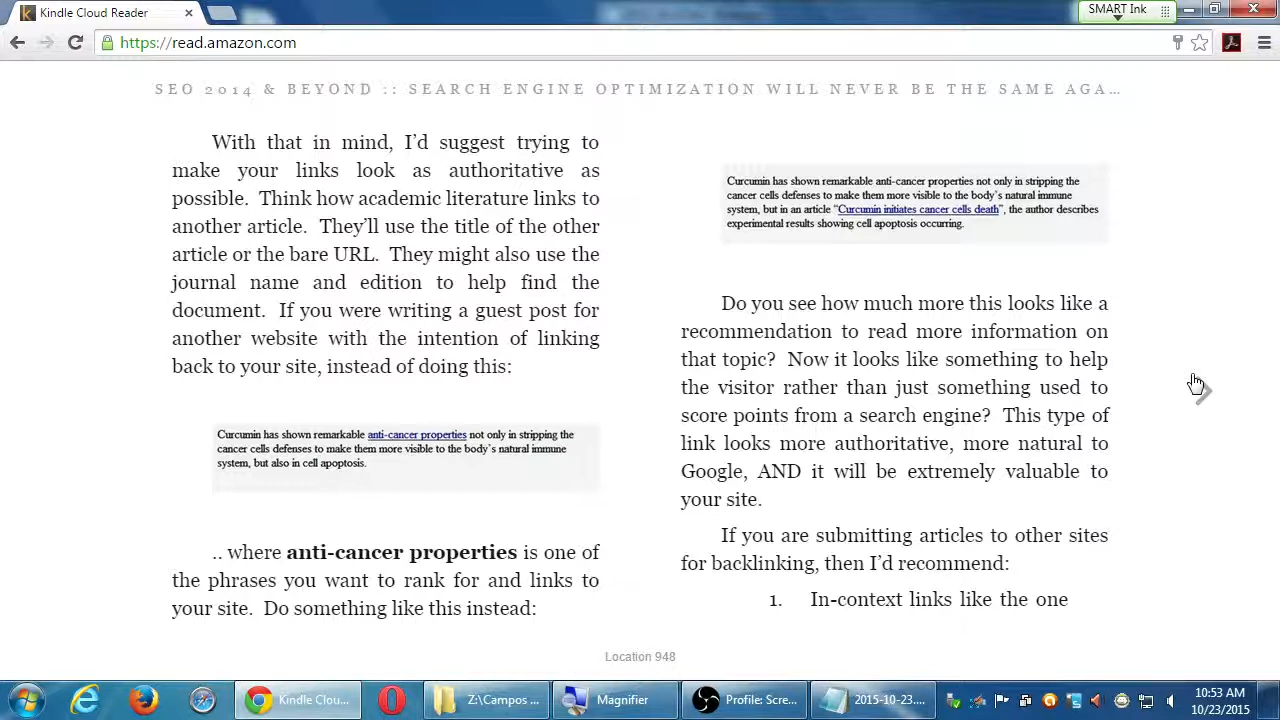 Kindle Cloud Reader
SMART Ink
https://read.amazon.com
SEO 2014 & BEYOND :: SEARCH ENGINE OPTIMIZATION WILL NEVER BE THE SAME AGA...
With that in mind, I'd suggest trying to
make your links look as authoritative as
possible. Think how academic literature links to
another article. They'll use the title of the other
article or the bare URL. They might also use the
journal name and edition to help find the
document. If you were writing a guest post for
another website with the intention of linking
back to your site, instead of doing this:
Curcumin has shown remarkable anti-cancer properties not only in stripping the
cancer cells defenses to make them more visible to the body's natural immune
system, but also in cell apoptosis.
.. where anti-cancer properties is one of
the phrases you want to rank for and links to
your site. Do something like this instead:
Curcumin has shown remarkable anti-cancer properties not only in stripping the
cancer cells defenses to make them more visible to the body's natural immune
system, but in an article "Curcumin initiates cancer cells death", the author describes
experimental results showing cell apoptosis occurring.
Do you see how much more this looks like a
recommendation to read more information on
that topic? Now it looks like something to help
the visitor rather than just something used to
score points from a search engine? This type of
link looks more authoritative, more natural to
Google, AND it will be extremely valuable to
your site.
If you are submitting articles to other sites
for backlinking, then I'd recommend:
1. In-context links like the one
Location 948
Kindle Clou...
Z:\Campos ...
Magnifier
Profile: Scre...
2015-10-23....
10:53 AM
10/23/2015